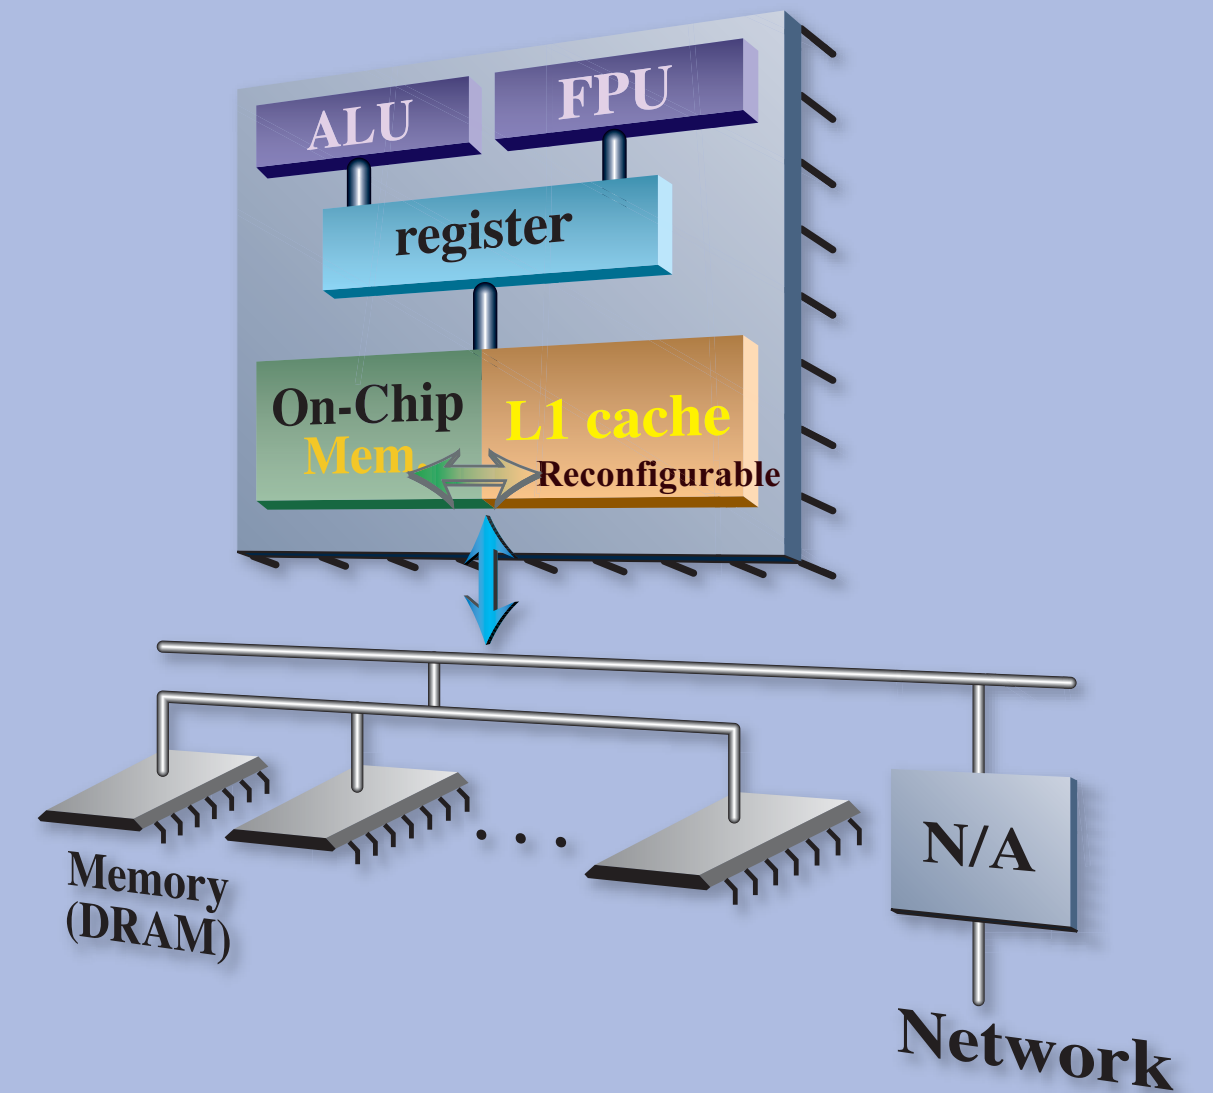 ALU
FPU
register
On-Chip
Mem.
L1 cache
Reconfigurable
. . .
Memory
(DRAM)
N/A
Network